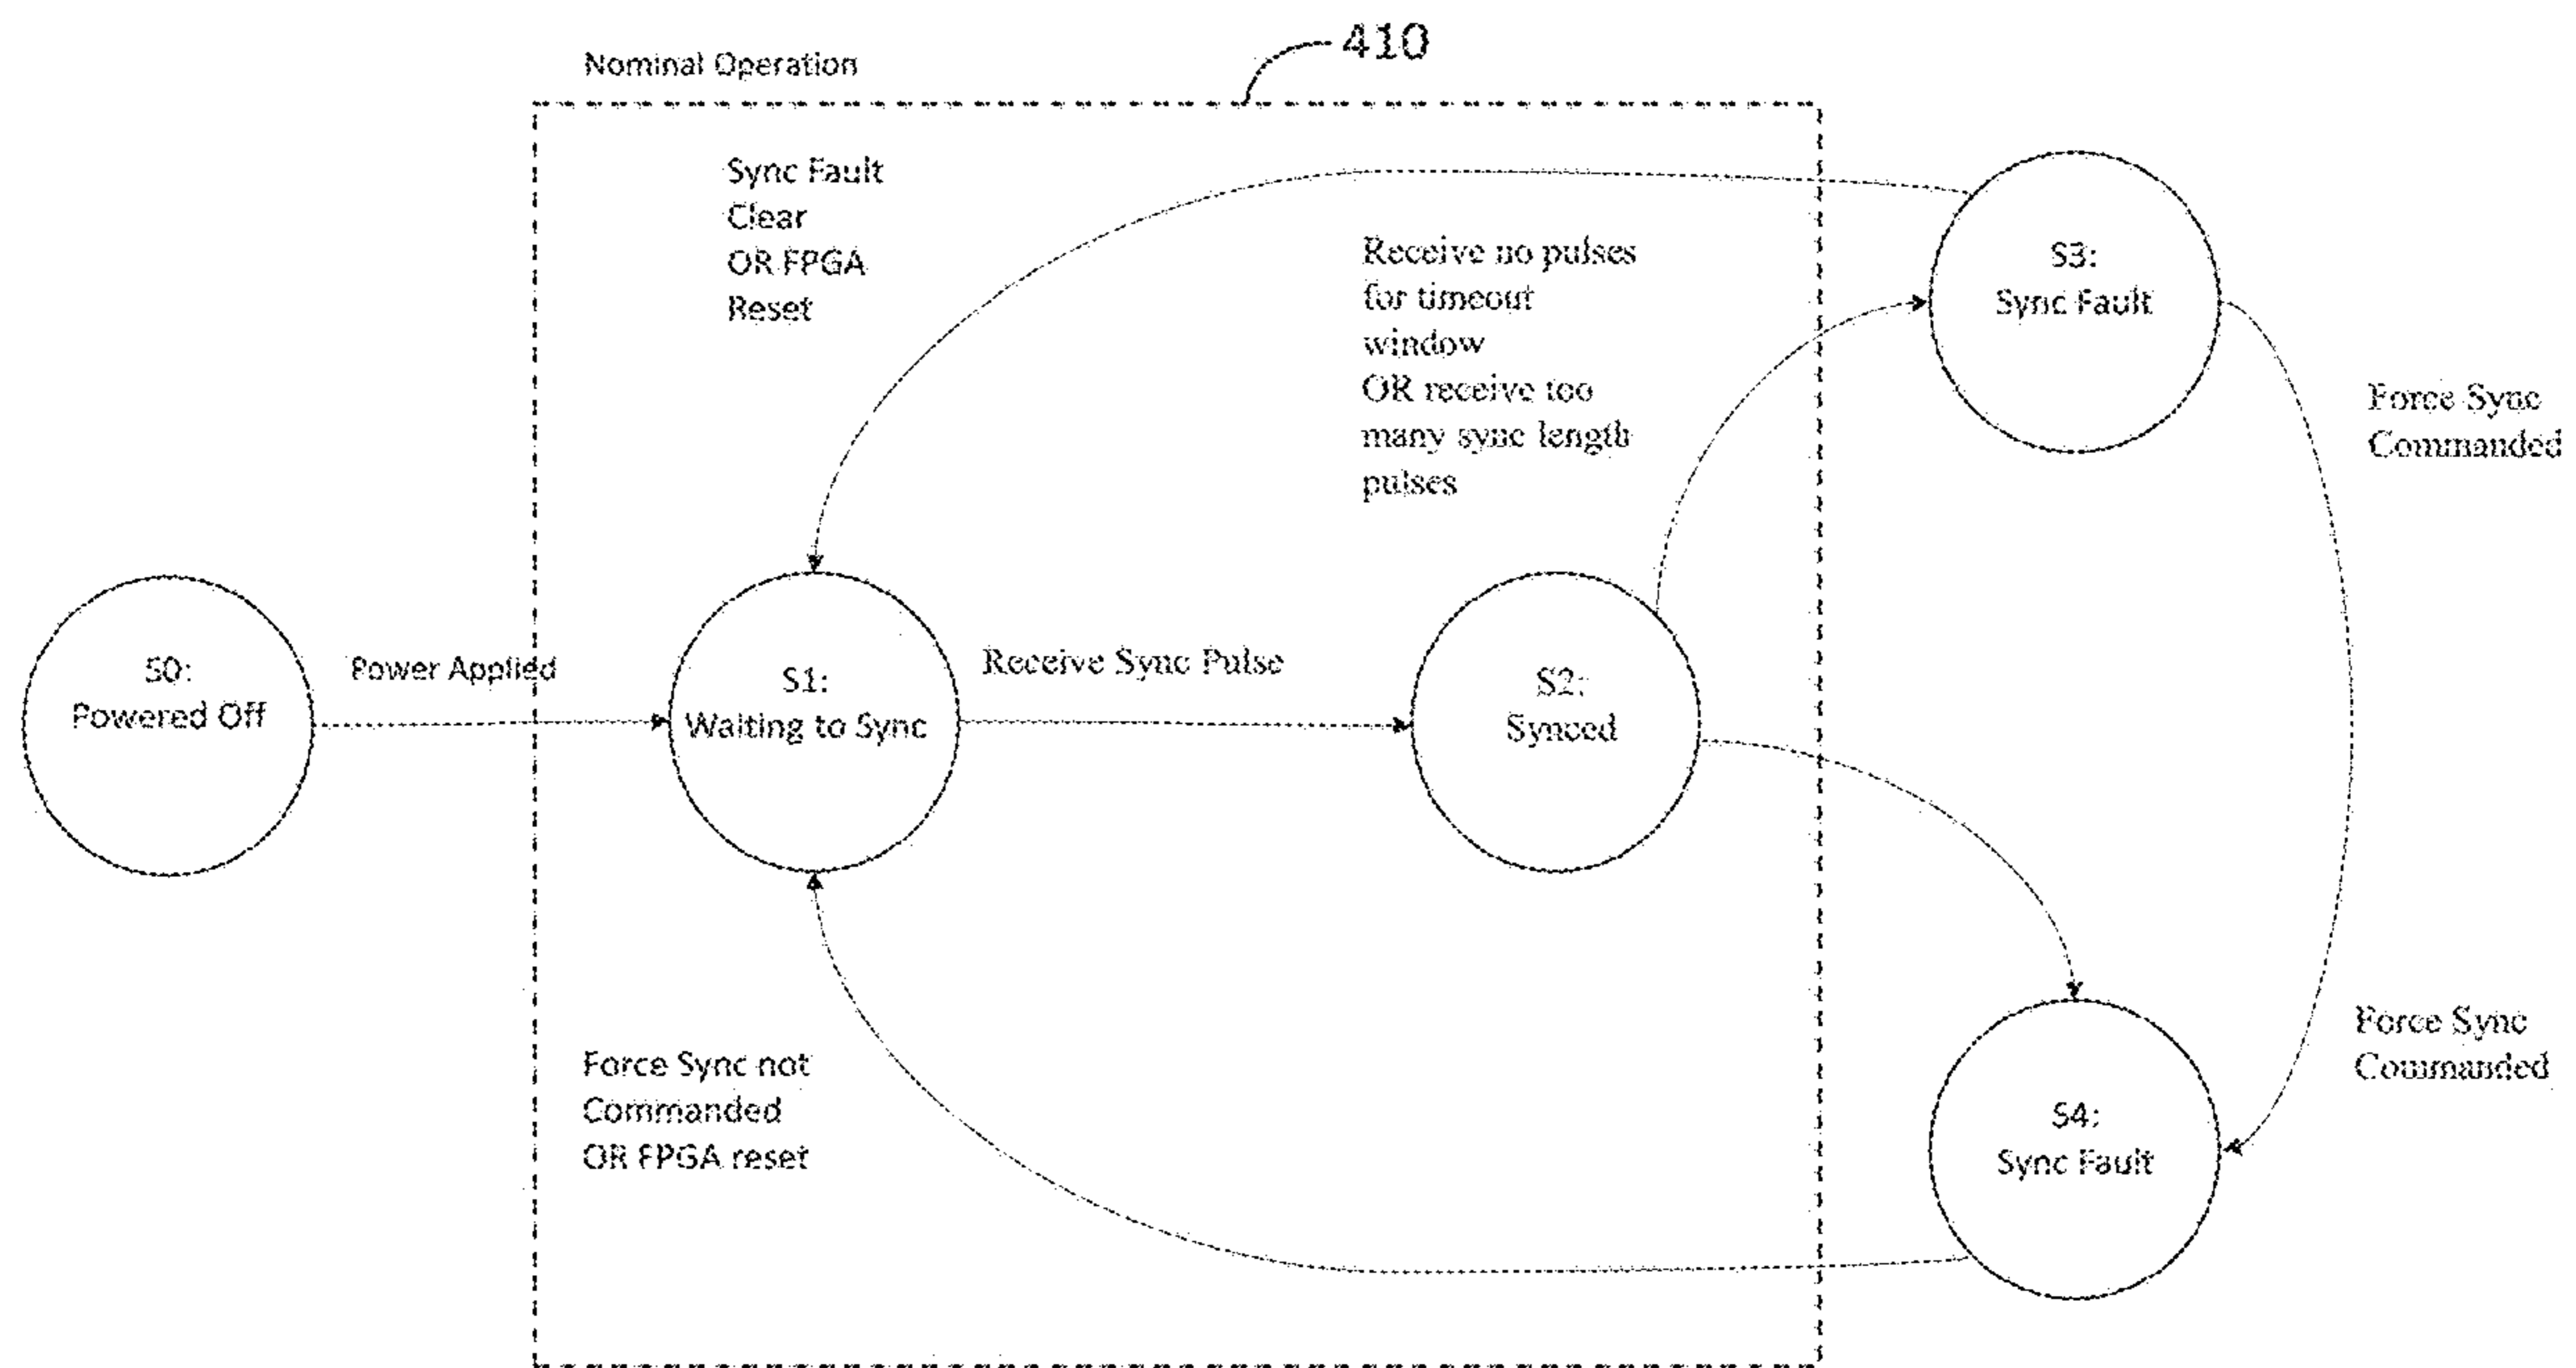 410
Nominal Operation
Sync Fault
Clear
OR FPGA
Reset
Receive no pulses
for timeout
window
OR receive too
many sync length
pulses
S3:
Sync Fault
Force Sync
Commanded
S0:
Powered Off
Power Applied
S1:
Waiting to Sync
Receive Sync Pulse
S2:
Synced
Force Sync not
Commanded
OR FPGA reset
S4:
Sync Fault
Force Sync
Commanded